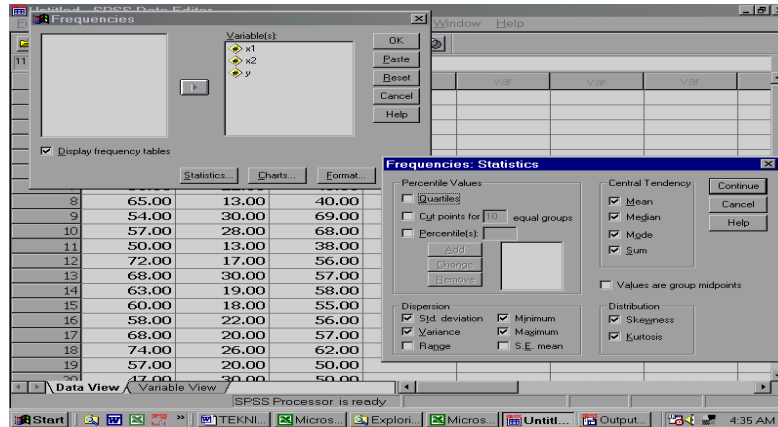 Untitled - SPSS Data Editor
Window Help
Frequencies
Variable(s):
x1
x2
y
OK
Paste
Reset
Cancel
Help
Display frequency tables
Statistics... Charts... Format...
11
var var var
8 65.00 13.00 40.00
9 54.00 30.00 69.00
10 57.00 28.00 68.00
11 50.00 13.00 38.00
12 72.00 17.00 56.00
13 68.00 30.00 57.00
14 63.00 19.00 58.00
15 60.00 18.00 55.00
16 58.00 22.00 56.00
17 68.00 20.00 57.00
18 74.00 26.00 62.00
19 57.00 20.00 50.00
20 47.00 30.00 50.00
Frequencies: Statistics
Percentile Values
Quartiles
Cut points for 10 equal groups
Percentile(s):
Add
Change
Remove
Central Tendency
Mean
Median
Mode
Sum
Continue
Cancel
Help
Values are group midpoints
Dispersion
Std. deviation Minimum
Variance Maximum
Range S.E. mean
Distribution
Skewness
Kurtosis
Data View Variable View
SPSS Processor is ready
Start » TEKNI... Micros... Explori... Micros... Untitl... Output... 4:35 AM